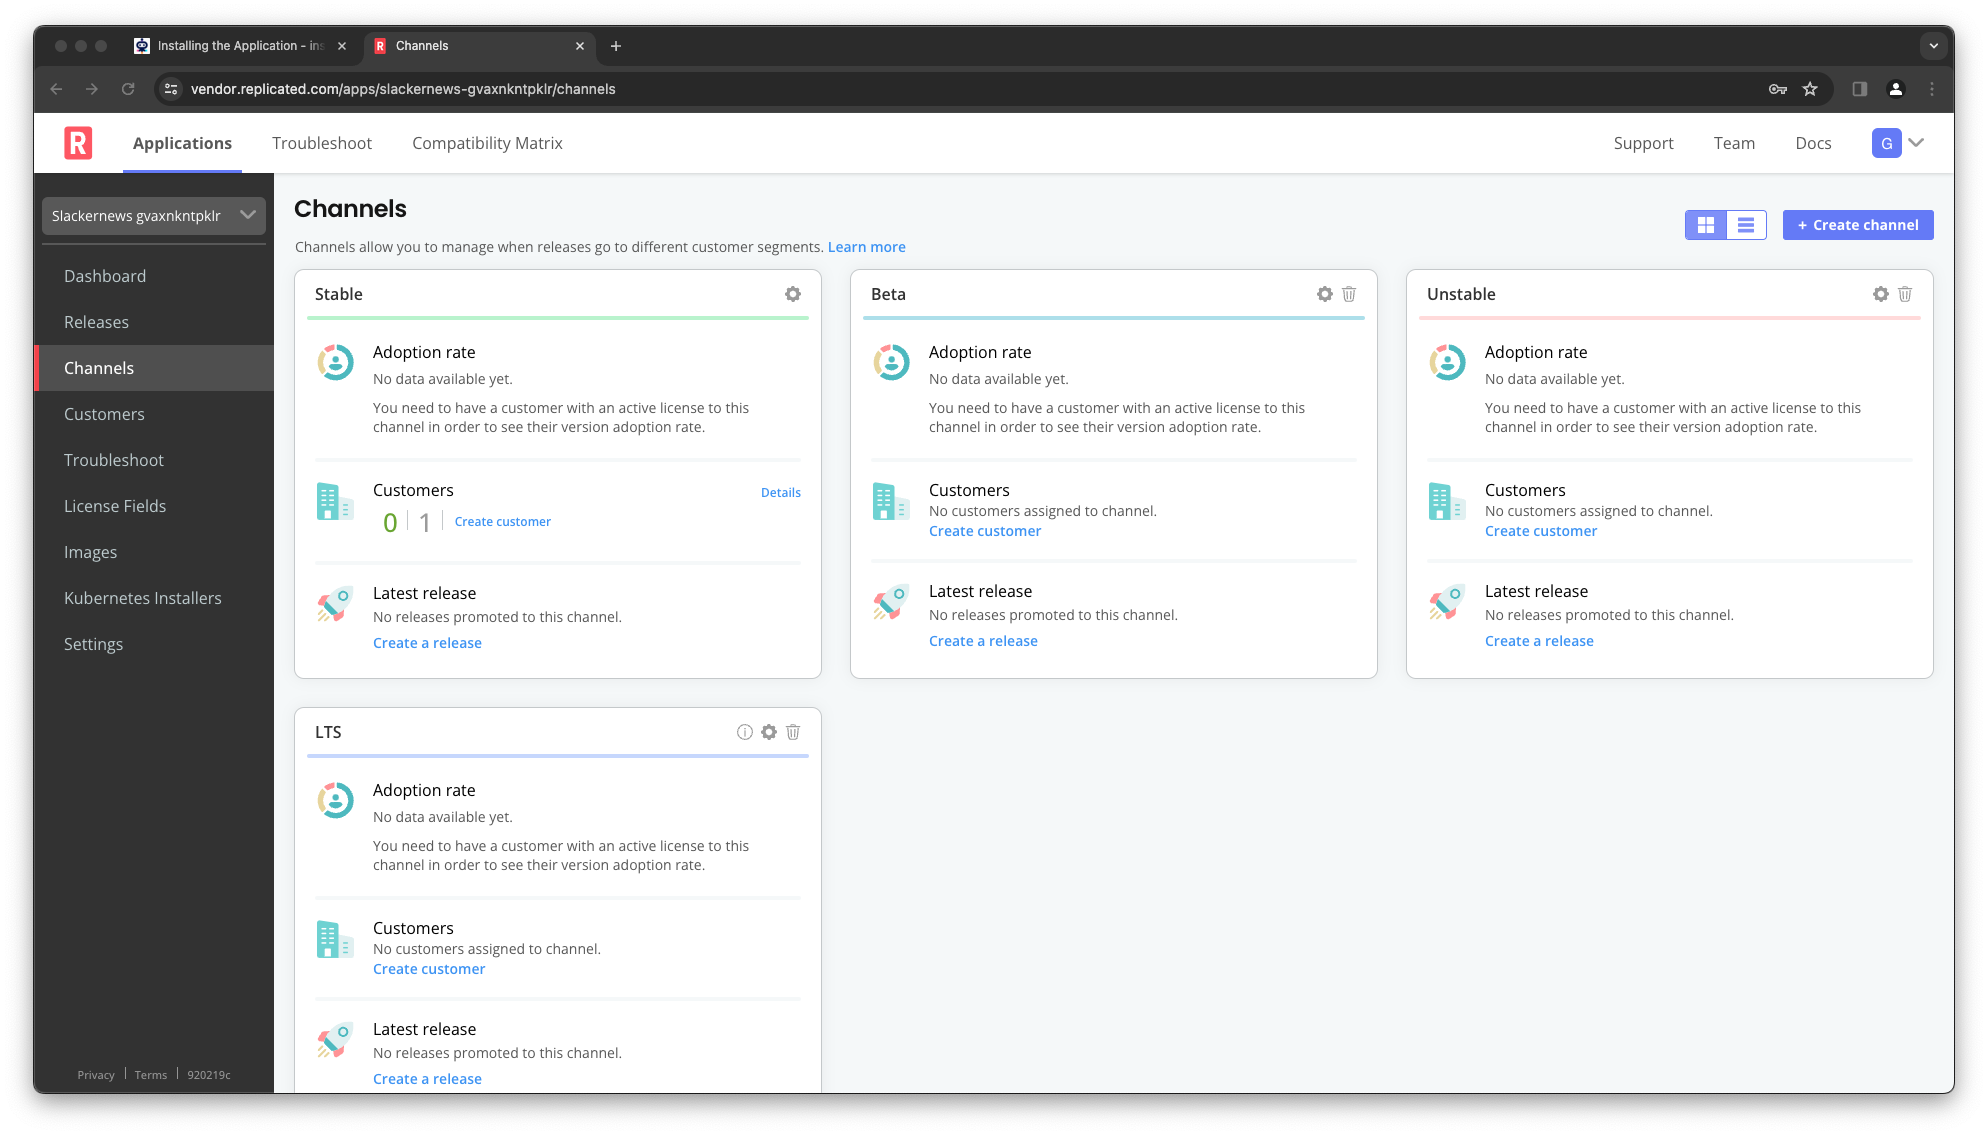 Installing the Application - ins
Channels
vendor.replicated.com/apps/slackernews-gvaxnkntpklr/channels
R
Applications
Troubleshoot
Compatibility Matrix
Support
Team
Docs
G
Slackernews gvaxnkntpklr
Dashboard
Releases
Channels
Customers
Troubleshoot
License Fields
Images
Kubernetes Installers
Settings
Privacy
Terms
920219c
Channels
Channels allow you to manage when releases go to different customer segments. Learn more
+ Create channel
Stable
Adoption rate
No data available yet.
You need to have a customer with an active license to this
channel in order to see their version adoption rate.
Customers
Details
0 1 Create customer
Latest release
No releases promoted to this channel.
Create a release
Beta
Adoption rate
No data available yet.
You need to have a customer with an active license to this
channel in order to see their version adoption rate.
Customers
No customers assigned to channel.
Create customer
Latest release
No releases promoted to this channel.
Create a release
Unstable
Adoption rate
No data available yet.
You need to have a customer with an active license to this
channel in order to see their version adoption rate.
Customers
No customers assigned to channel.
Create customer
Latest release
No releases promoted to this channel.
Create a release
LTS
Adoption rate
No data available yet.
You need to have a customer with an active license to this
channel in order to see their version adoption rate.
Customers
No customers assigned to channel.
Create customer
Latest release
No releases promoted to this channel.
Create a release